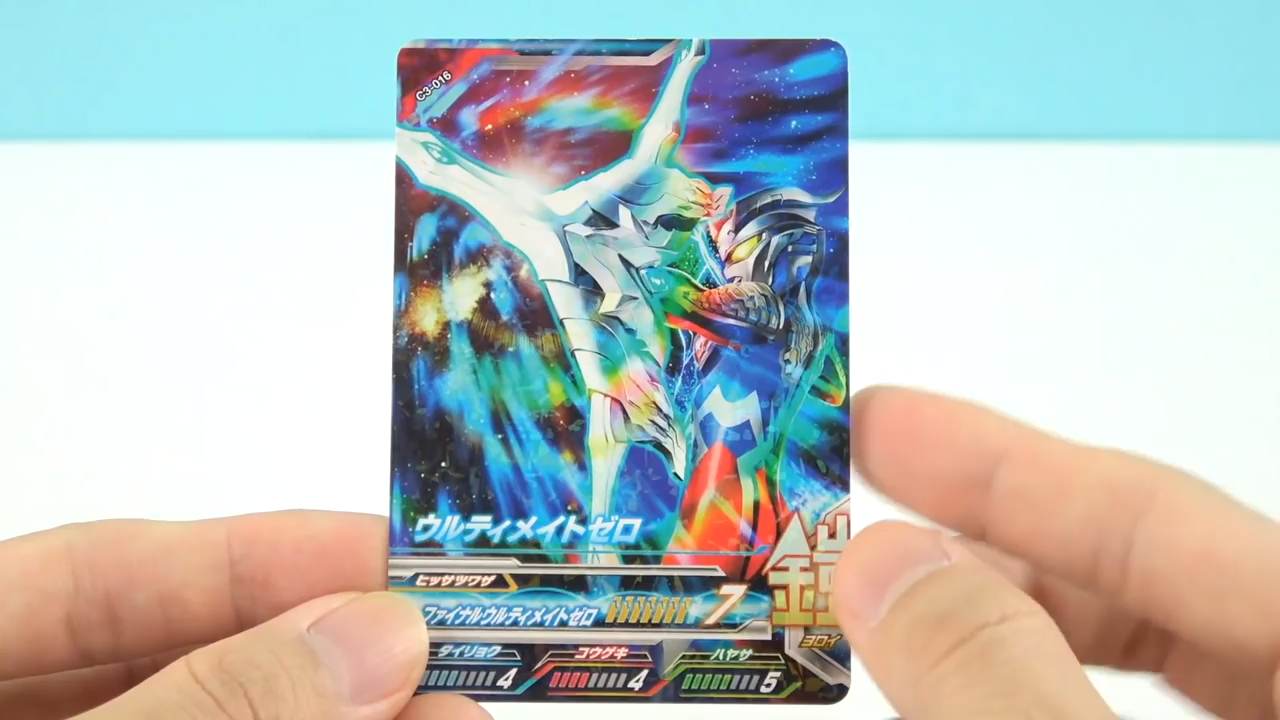 C3-016
ウルティメイトゼロ
ヒッサツワザ
ファイナルウルティメイトゼロ 7
鎧
ヨロイ
タイリョク コウゲキ ハヤサ
4 4 5